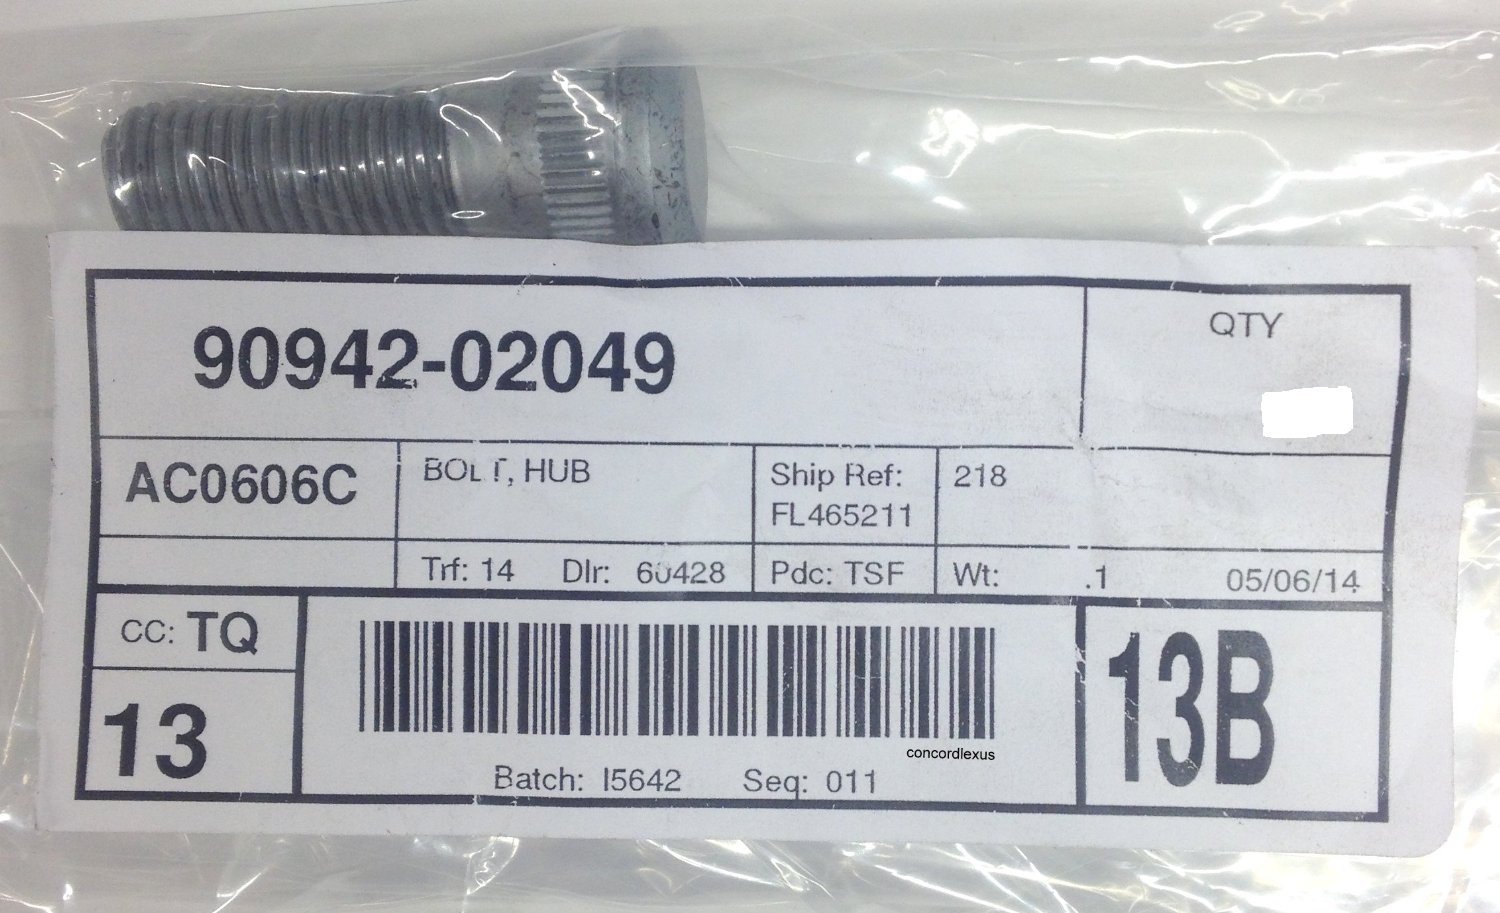 90942-02049
QTY
AC0606C
BOLT, HUB
Ship Ref:
FL465211
218
Trf: 14 Dlr: 60428
Pdc: TSF
Wt: .1 05/06/14
CC: TQ
13
13B
concordlexus
Batch: I5642 Seq: 011